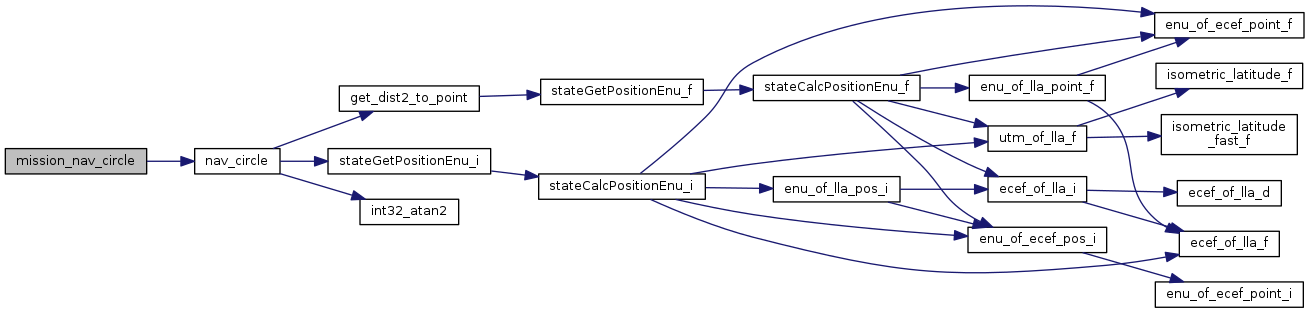 mission_nav_circle
nav_circle
get_dist2_to_point
stateGetPositionEnu_i
int32_atan2
stateGetPositionEnu_f
stateCalcPositionEnu_i
stateCalcPositionEnu_f
enu_of_lla_pos_i
enu_of_lla_point_f
utm_of_lla_f
ecef_of_lla_i
enu_of_ecef_pos_i
enu_of_ecef_point_f
isometric_latitude_f
isometric_latitude
_fast_f
ecef_of_lla_d
ecef_of_lla_f
enu_of_ecef_point_i